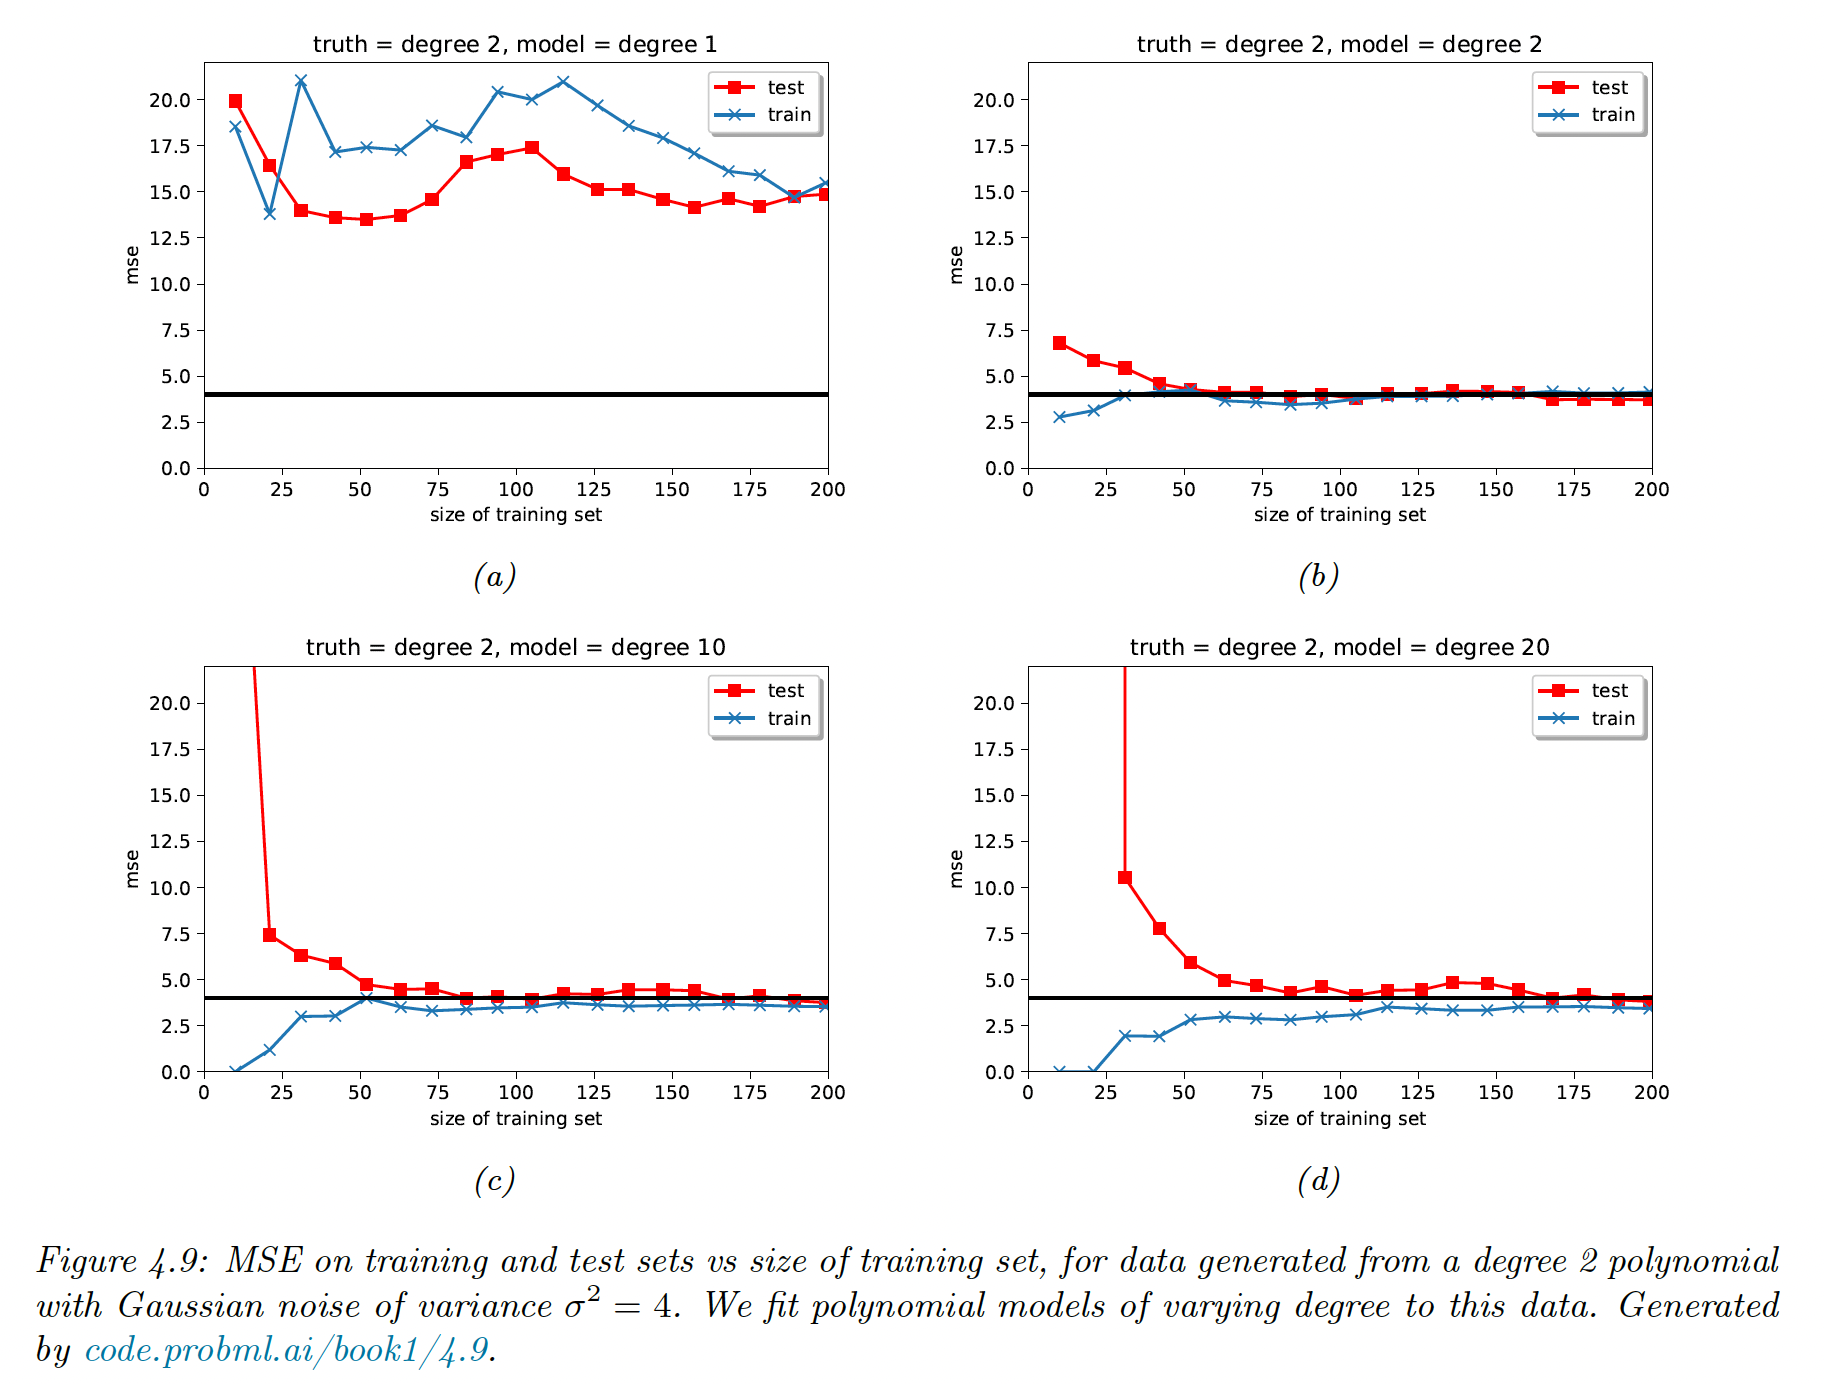 truth = degree 2, model = degree 1
20.0
17.5
15.0
12.5
10.0
7.5
5.0
2.5
0.0
mse
test
train
0 25 50 75 100 125 150 175 200
size of training set
(a)
truth = degree 2, model = degree 2
20.0
17.5
15.0
12.5
10.0
7.5
5.0
2.5
0.0
mse
test
train
0 25 50 75 100 125 150 175 200
size of training set
(b)
truth = degree 2, model = degree 10
20.0
17.5
15.0
12.5
10.0
7.5
5.0
2.5
0.0
mse
test
train
0 25 50 75 100 125 150 175 200
size of training set
(c)
truth = degree 2, model = degree 20
20.0
17.5
15.0
12.5
10.0
7.5
5.0
2.5
0.0
mse
test
train
0 25 50 75 100 125 150 175 200
size of training set
(d)
Figure 4.9: MSE on training and test sets vs size of training set, for data generated from a degree 2 polynomial
with Gaussian noise of variance σ² = 4. We fit polynomial models of varying degree to this data. Generated
by code.probml.ai/book1/4.9.